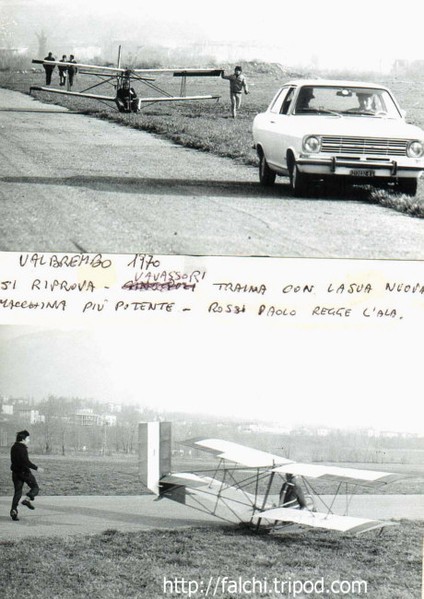 VALBREMBO 1970
VAVASSORI
SI RIPROVA - TRAINA CON LA SUA NUOVA
MACCHINA PIÙ POTENTE - ROSSI PAOLO REGGE L'ALA.
http://falchi.tripod.com